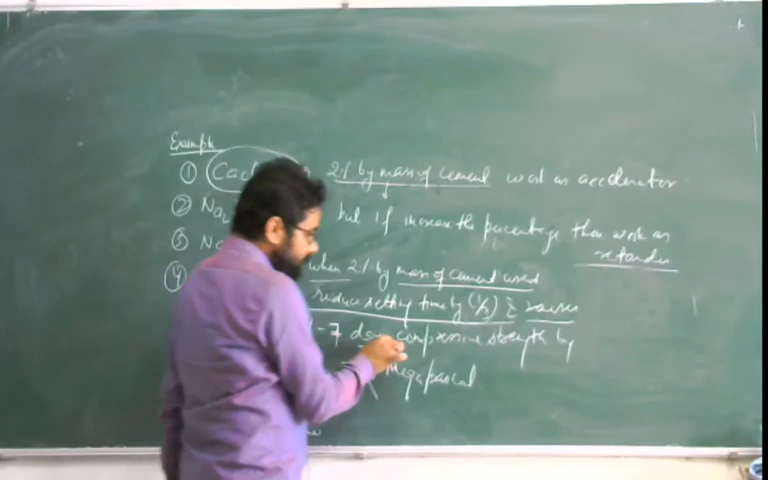 Example
① CaCl 2% by mass of cement work as accelerator
② Na but if increase the percentage then work as
retarder
③
④ when 2% by mass of cement used
reduce setting time by (1/2) & raises
- 7 days compressive strength by
Megapascal